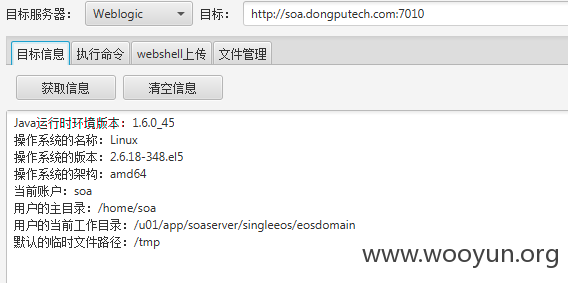 目标服务器： Weblogic 目标： http://soa.dongputech.com:7010
目标信息 执行命令 webshell上传 文件管理
获取信息 清空信息
Java运行时环境版本：1.6.0_45
操作系统的名称：Linux
操作系统的版本：2.6.18-348.el5
操作系统的架构：amd64
当前账户：soa
用户的主目录：/home/soa
用户的当前工作目录：/u01/app/soaserver/singleeos/eosdomain
默认的临时文件路径：/tmp
www.wooyun.org